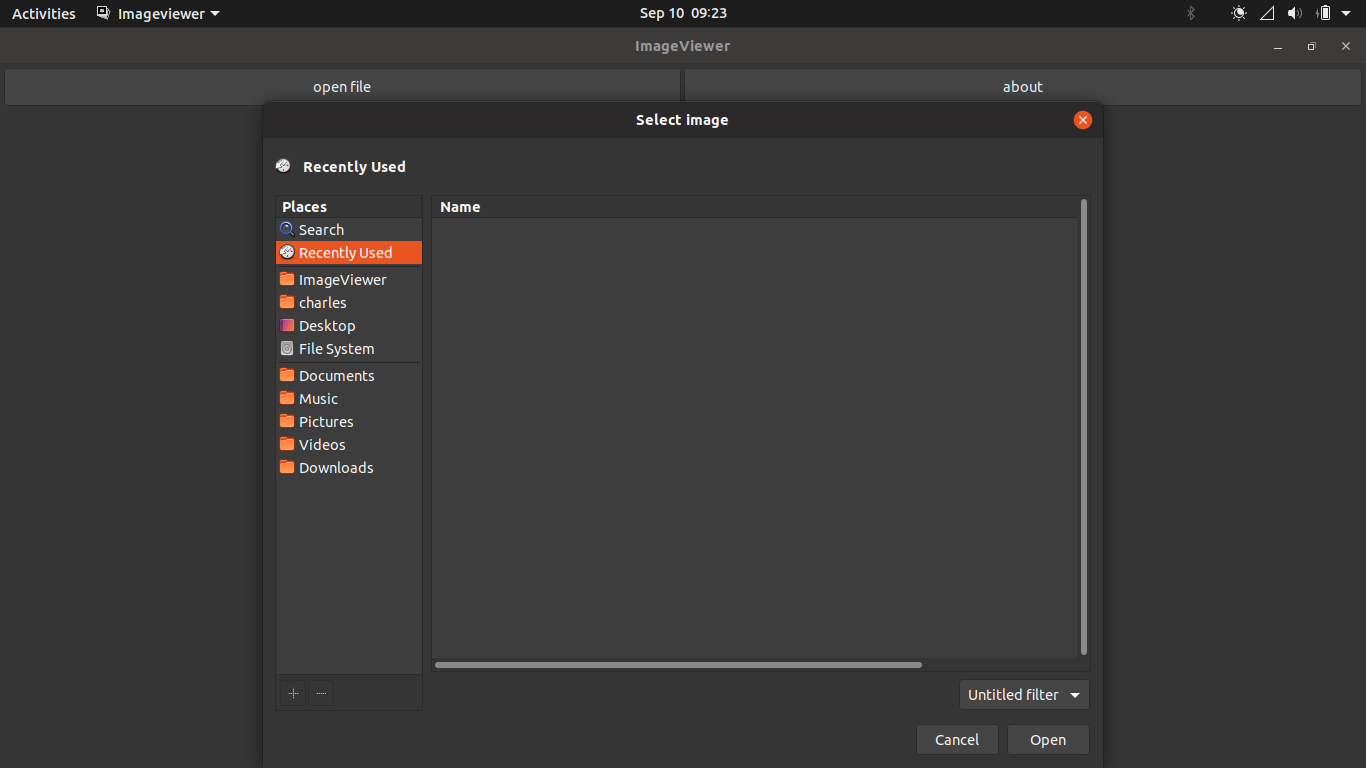 Activities Imageviewer Sep 10 09:23
ImageViewer
open file about
Select image
Recently Used
Places Name
Search
Recently Used
ImageViewer
charles
Desktop
File System
Documents
Music
Pictures
Videos
Downloads
Untitled filter
Cancel Open